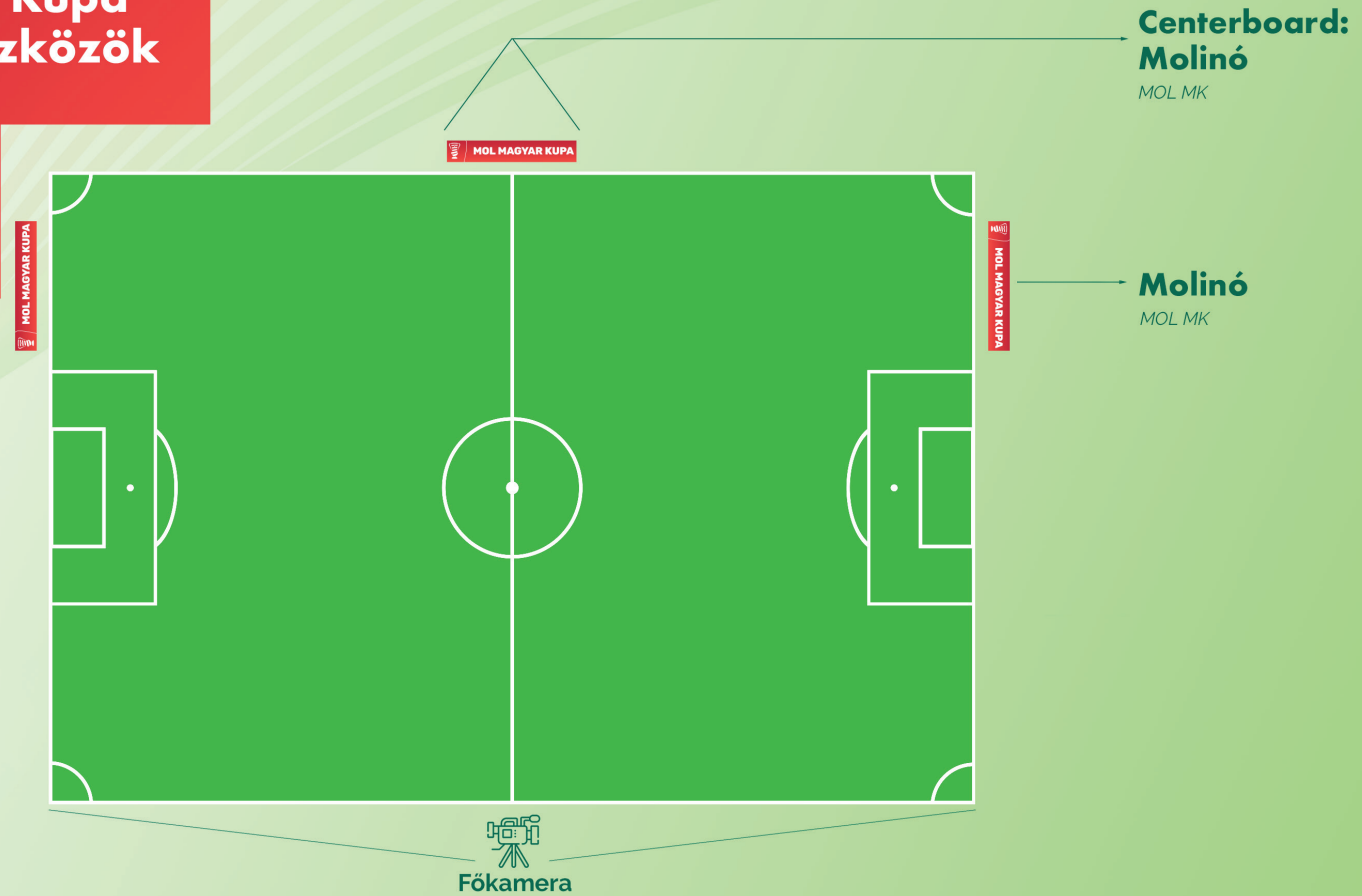 Kupa
zközök
Centerboard:
Molinó
MOL MK
MOL MAGYAR KUPA
MOL MAGYAR KUPA
MOL MAGYAR KUPA
Molinó
MOL MK
Főkamera